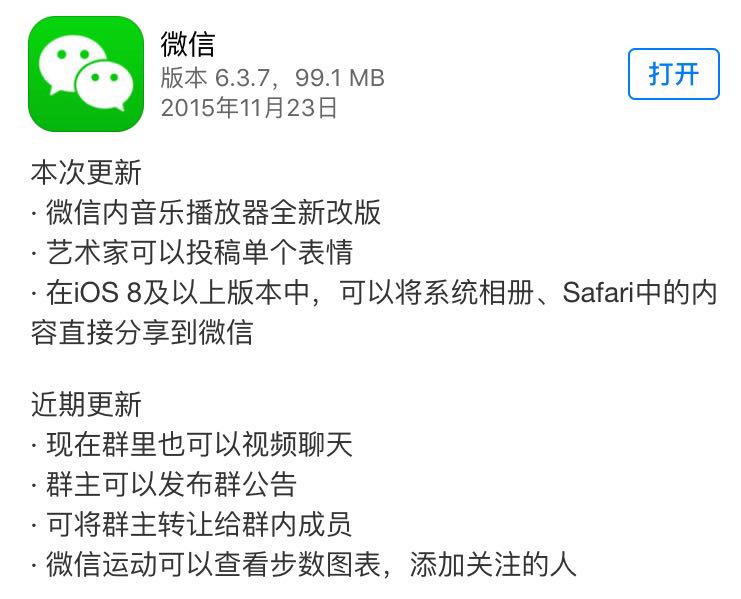 微信
版本 6.3.7，99.1 MB
2015年11月23日
打开
本次更新
· 微信内音乐播放器全新改版
· 艺术家可以投稿单个表情
· 在iOS 8及以上版本中，可以将系统相册、Safari中的内
容直接分享到微信
近期更新
· 现在群里也可以视频聊天
· 群主可以发布群公告
· 可将群主转让给群内成员
· 微信运动可以查看步数图表，添加关注的人